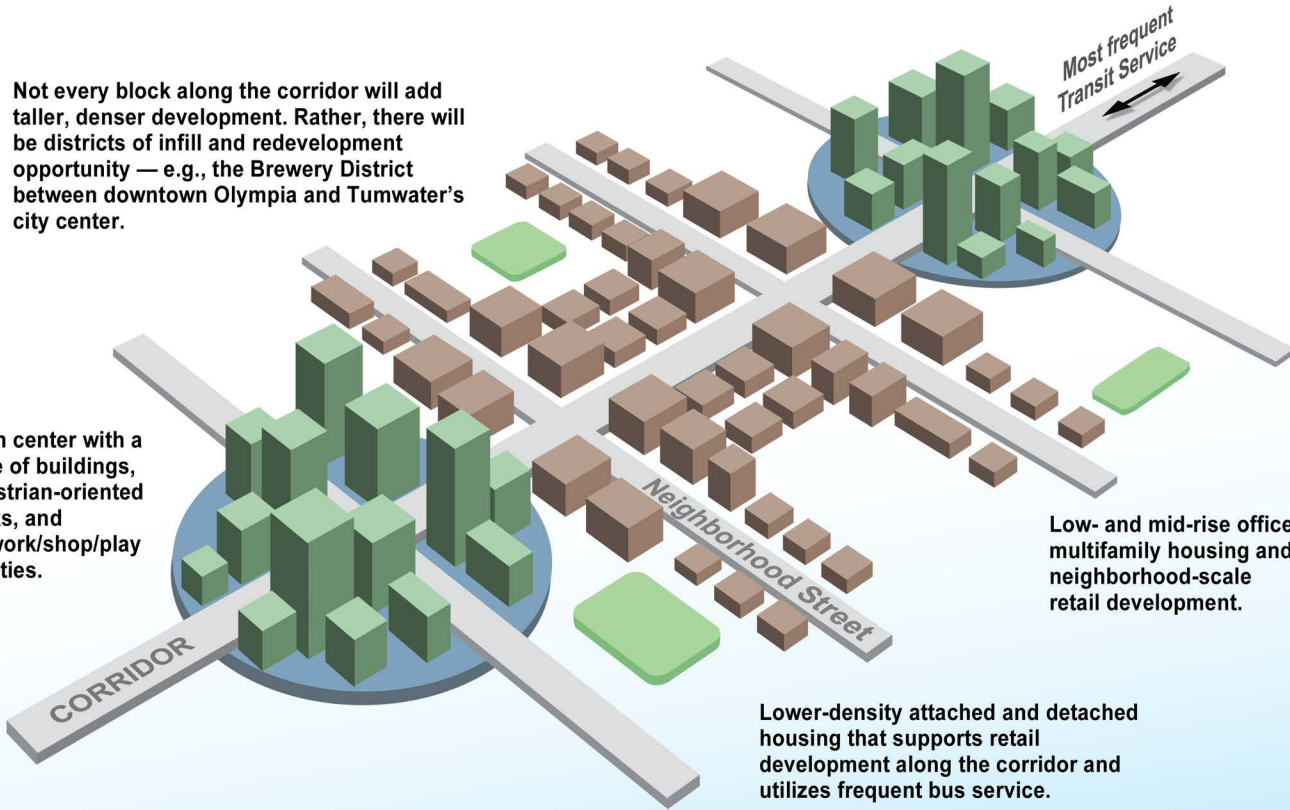 Most frequent
Transit Service
Not every block along the corridor will add
taller, denser development. Rather, there will
be districts of infill and redevelopment
opportunity — e.g., the Brewery District
between downtown Olympia and Tumwater’s
city center.
center with a
of buildings,
and
work/shop/play
Neighborhood Street
CORRIDOR
Low- and mid-rise office
multifamily housing and
neighborhood-scale
retail development.
Lower-density attached and detached
housing that supports retail
development along the corridor and
utilizes frequent bus service.